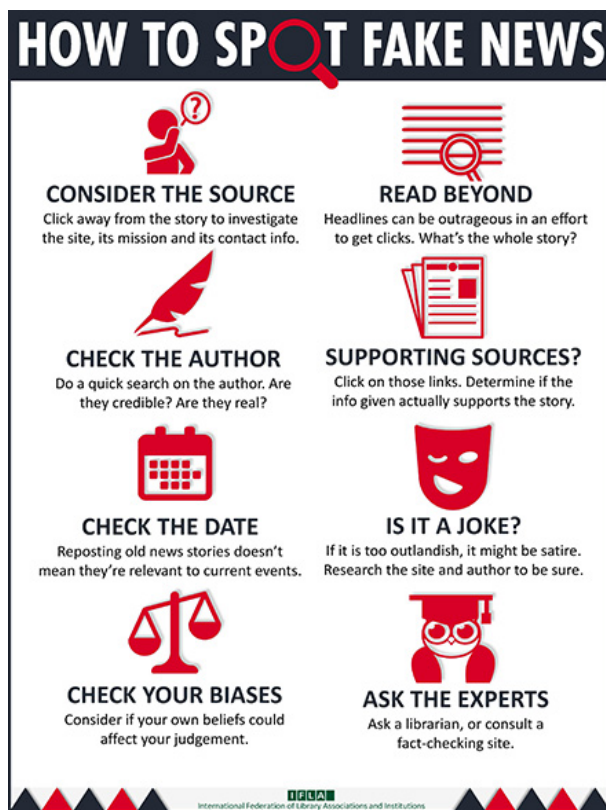 HOW TO SPOT FAKE NEWS
?
CONSIDER THE SOURCE
Click away from the story to investigate
the site, its mission and its contact info.
READ BEYOND
Headlines can be outrageous in an effort
to get clicks. What's the whole story?
CHECK THE AUTHOR
Do a quick search on the author. Are
they credible? Are they real?
SUPPORTING SOURCES?
Click on those links. Determine if the
info given actually supports the story.
CHECK THE DATE
Reposting old news stories doesn't
mean they're relevant to current events.
IS IT A JOKE?
If it is too outlandish, it might be satire.
Research the site and author to be sure.
CHECK YOUR BIASES
Consider if your own beliefs could
affect your judgement.
ASK THE EXPERTS
Ask a librarian, or consult a
fact-checking site.
IFLA
International Federation of Library Associations and Institutions